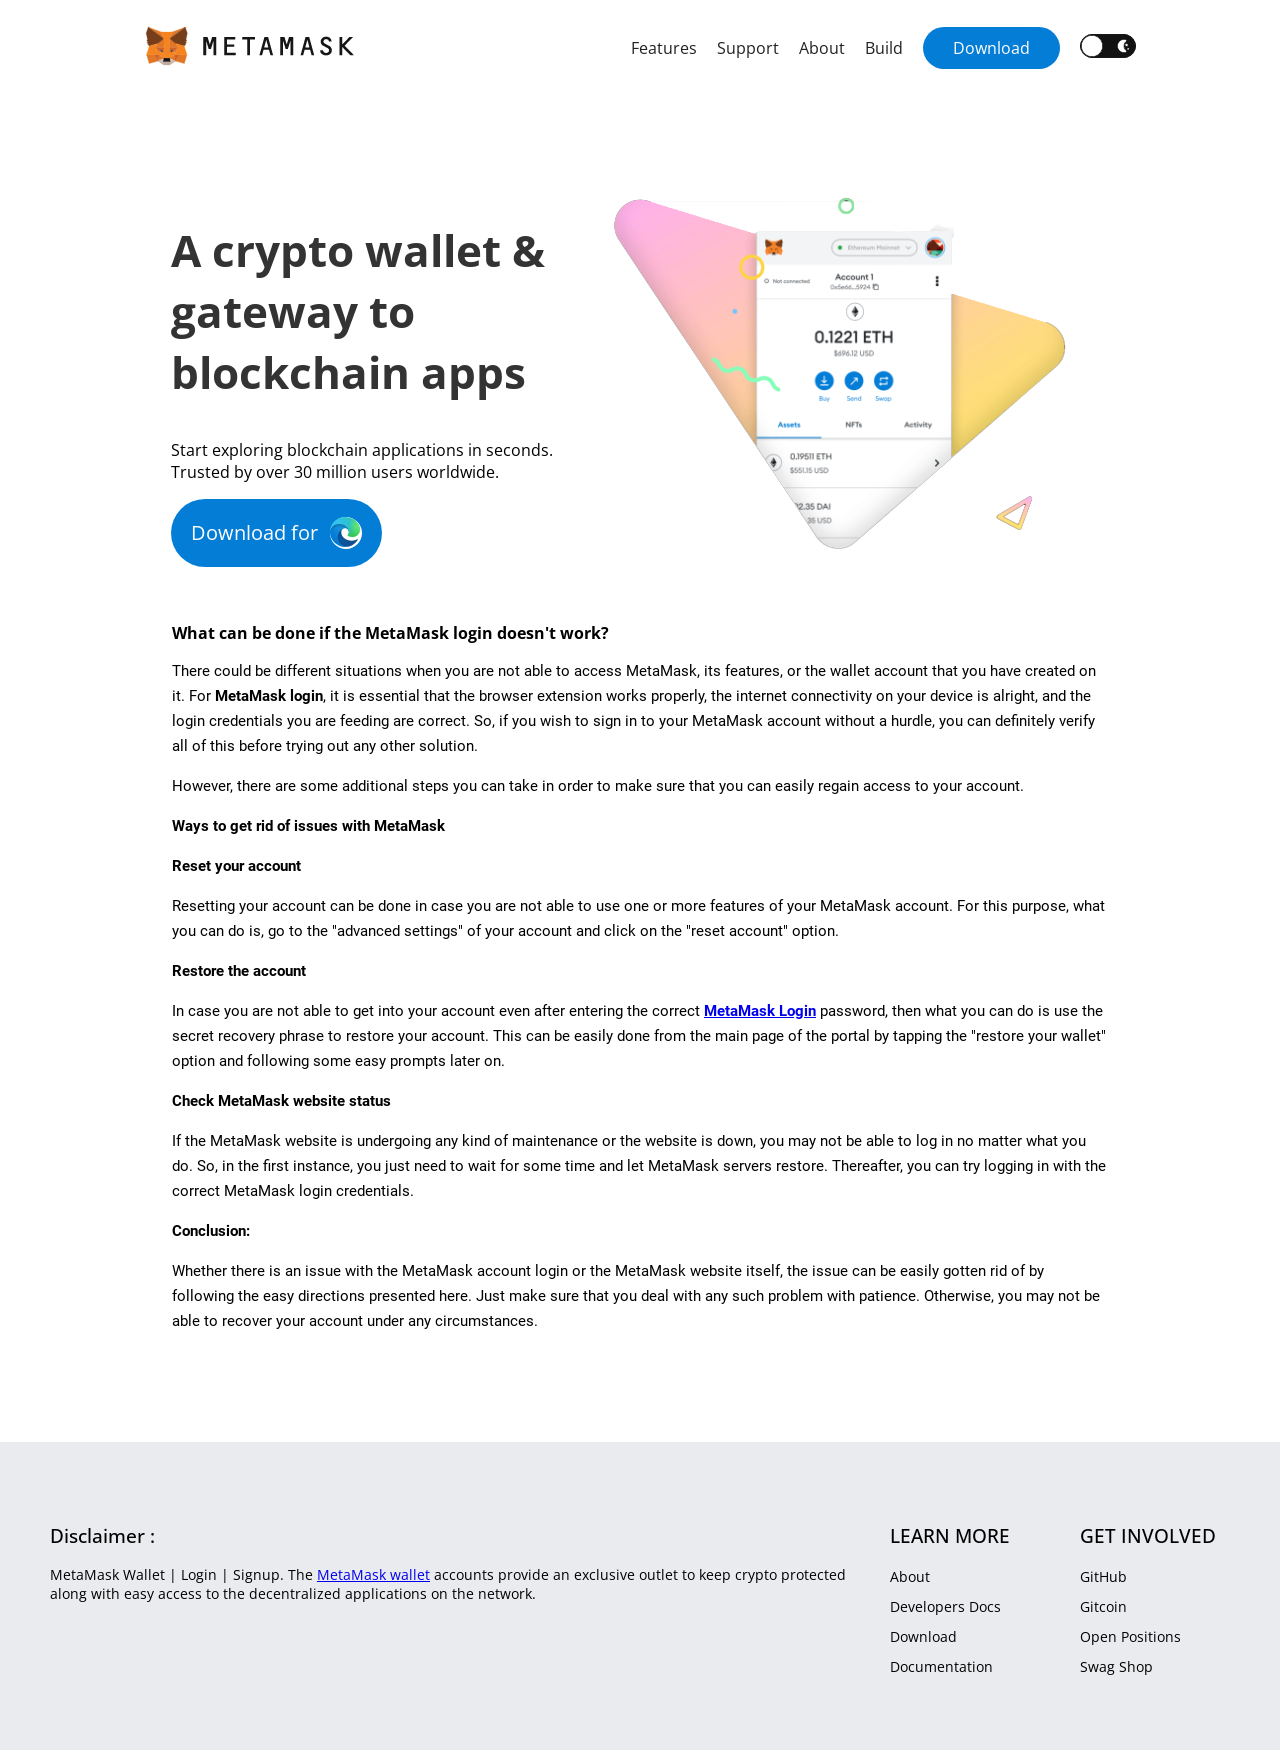 METAMASK
Features Support About Build Download
A crypto wallet &
gateway to
blockchain apps
Start exploring blockchain applications in seconds.
Trusted by over 30 million users worldwide.
Download for
Ethereum Mainnet
Not connected
Account 1
0x5e66...5924
0.1221 ETH
$696.12 USD
Buy Send Swap
Assets NFTs Activity
0.19511 ETH
$551.15 USD
2.35 DAI
35 USD
What can be done if the MetaMask login doesn't work?
There could be different situations when you are not able to access MetaMask, its features, or the wallet account that you have created on
it. For MetaMask login, it is essential that the browser extension works properly, the internet connectivity on your device is alright, and the
login credentials you are feeding are correct. So, if you wish to sign in to your MetaMask account without a hurdle, you can definitely verify
all of this before trying out any other solution.
However, there are some additional steps you can take in order to make sure that you can easily regain access to your account.
Ways to get rid of issues with MetaMask
Reset your account
Resetting your account can be done in case you are not able to use one or more features of your MetaMask account. For this purpose, what
you can do is, go to the "advanced settings" of your account and click on the "reset account" option.
Restore the account
In case you are not able to get into your account even after entering the correct MetaMask Login password, then what you can do is use the
secret recovery phrase to restore your account. This can be easily done from the main page of the portal by tapping the "restore your wallet"
option and following some easy prompts later on.
Check MetaMask website status
If the MetaMask website is undergoing any kind of maintenance or the website is down, you may not be able to log in no matter what you
do. So, in the first instance, you just need to wait for some time and let MetaMask servers restore. Thereafter, you can try logging in with the
correct MetaMask login credentials.
Conclusion:
Whether there is an issue with the MetaMask account login or the MetaMask website itself, the issue can be easily gotten rid of by
following the easy directions presented here. Just make sure that you deal with any such problem with patience. Otherwise, you may not be
able to recover your account under any circumstances.
Disclaimer :
MetaMask Wallet | Login | Signup. The MetaMask wallet accounts provide an exclusive outlet to keep crypto protected
along with easy access to the decentralized applications on the network.
LEARN MORE
About
Developers Docs
Download
Documentation
GET INVOLVED
GitHub
Gitcoin
Open Positions
Swag Shop